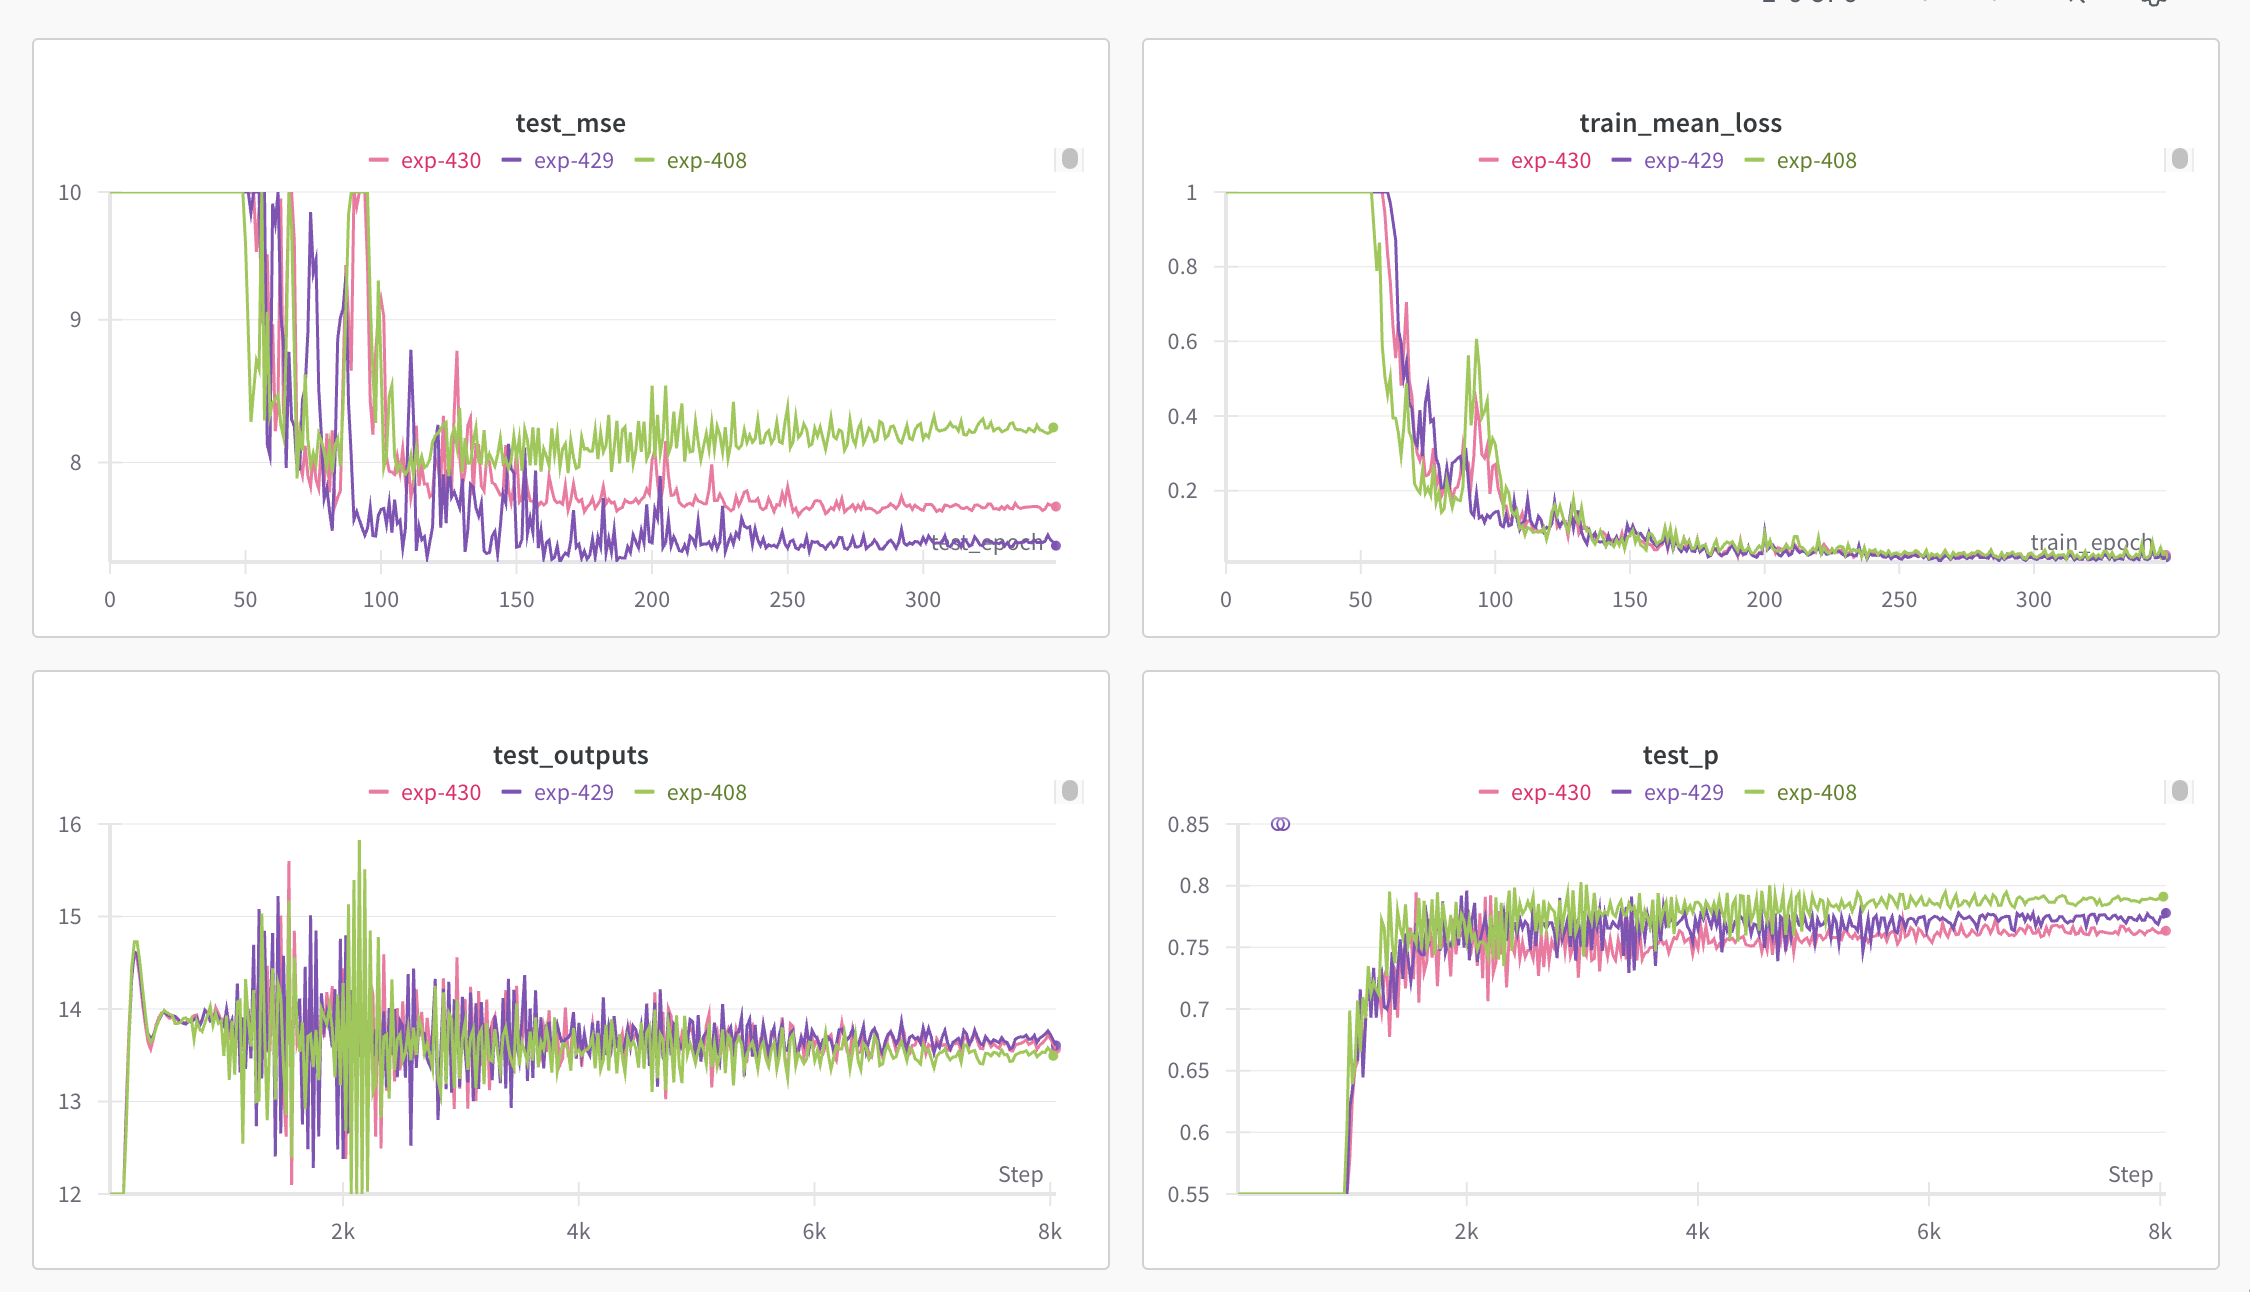 test_mse
exp-430 exp-429 exp-408
10
9
8
test_epoch
0 50 100 150 200 250 300
train_mean_loss
exp-430 exp-429 exp-408
1
0.8
0.6
0.4
0.2
train_epoch
0 50 100 150 200 250 300
test_outputs
exp-430 exp-429 exp-408
16
15
14
13
12
Step
2k 4k 6k 8k
test_p
exp-430 exp-429 exp-408
0.85
0.8
0.75
0.7
0.65
0.6
0.55
Step
2k 4k 6k 8k